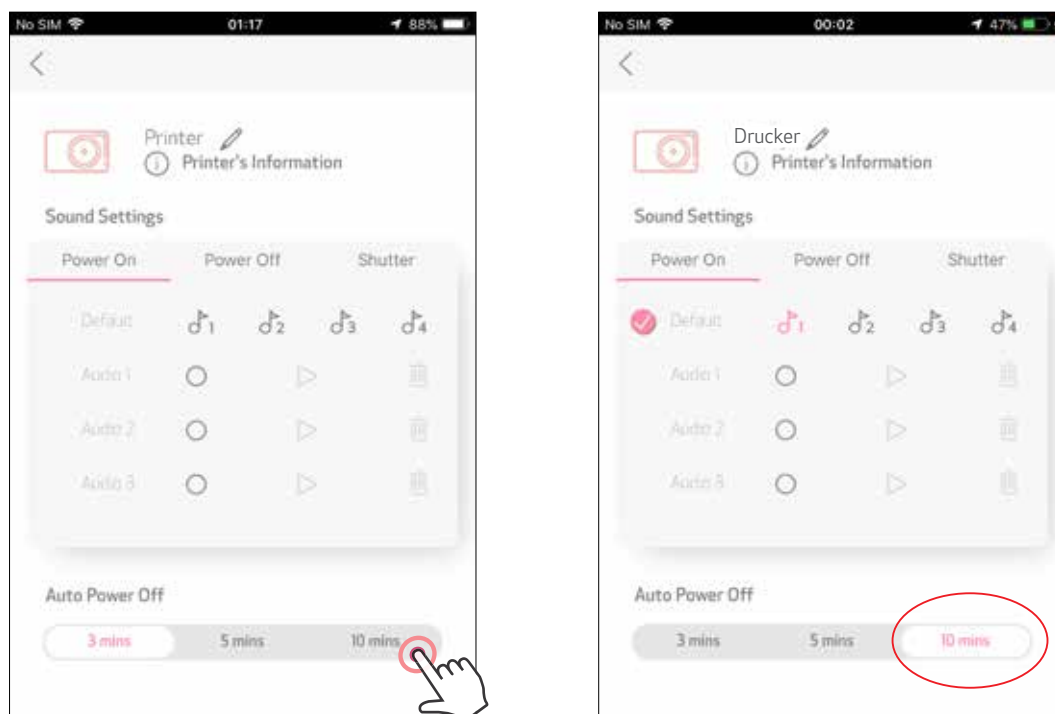 No SIM 01:17 88%
Printer
Printer's Information
Sound Settings
Power On Power Off Shutter
Default 1 2 3 4
Audio 1
Audio 2
Audio 3
Auto Power Off
3 mins 5 mins 10 mins
No SIM 00:02 47%
Drucker
Printer's Information
Sound Settings
Power On Power Off Shutter
Default 1 2 3 4
Audio 1
Audio 2
Audio 3
Auto Power Off
3 mins 5 mins 10 mins